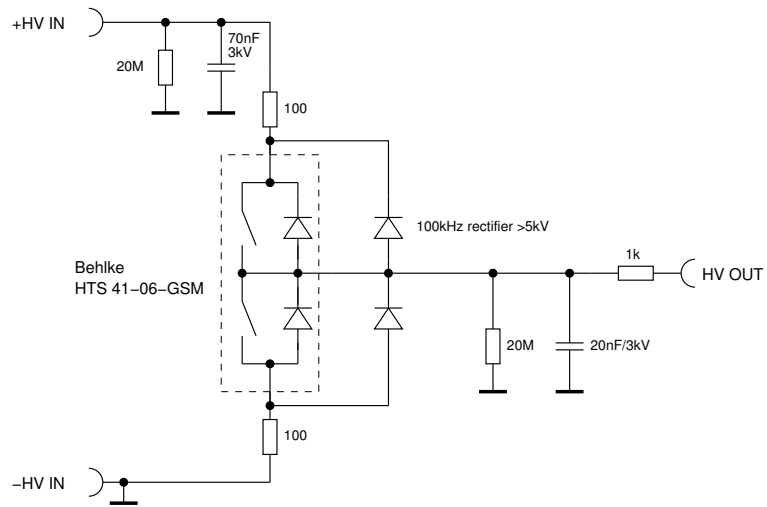 +HV IN
70nF
3kV
20M
100
100kHz rectifier >5kV
1k
Behlke
HTS 41−06−GSM
HV OUT
20M
20nF/3kV
100
−HV IN